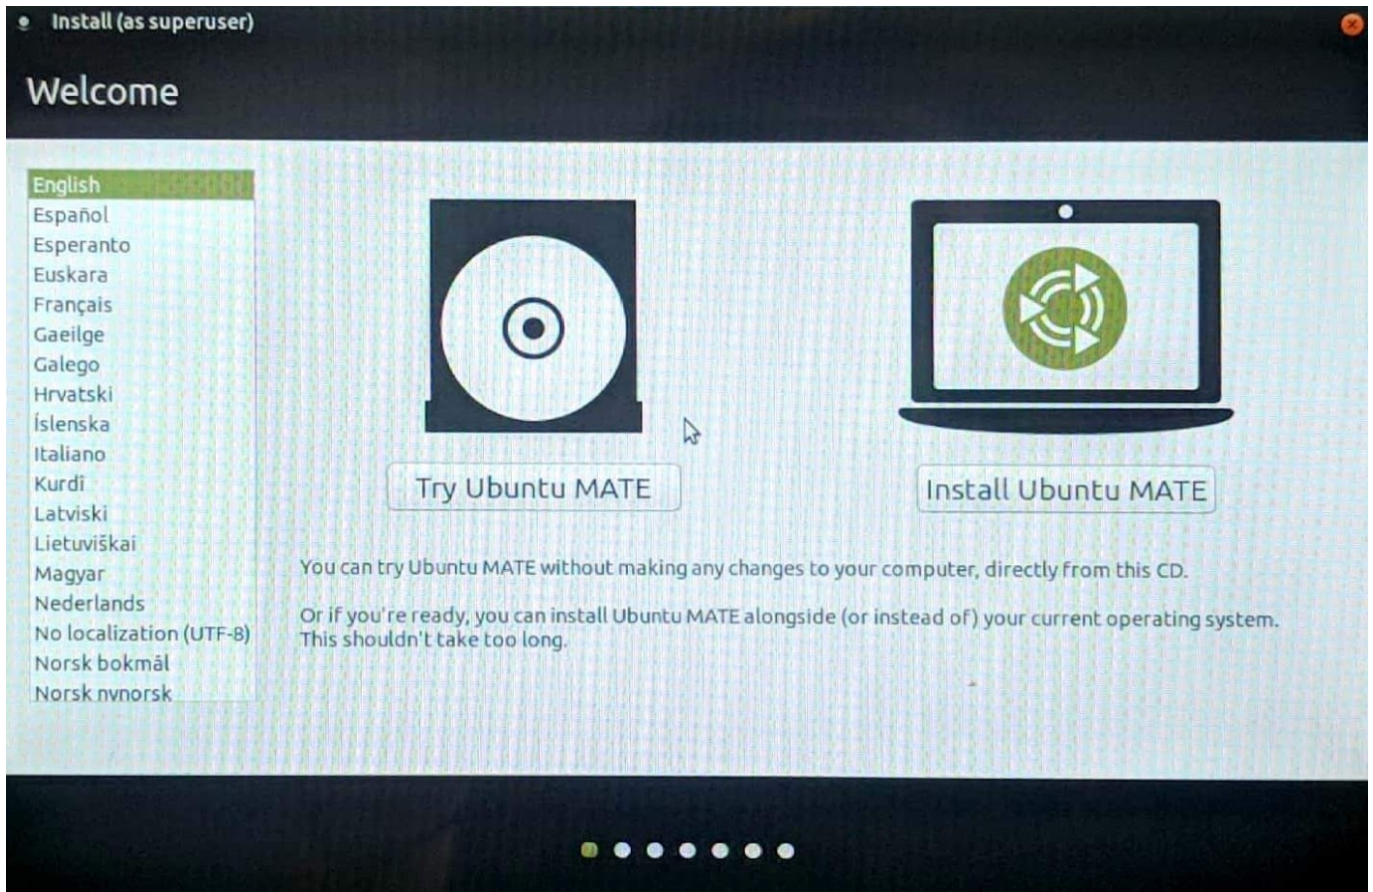 Install (as superuser)
Welcome
English
Español
Esperanto
Euskara
Français
Gaeilge
Galego
Hrvatski
Íslenska
Italiano
Kurdî
Latviski
Lietuviškai
Magyar
Nederlands
No localization (UTF-8)
Norsk bokmål
Norsk nynorsk
Try Ubuntu MATE
Install Ubuntu MATE
You can try Ubuntu MATE without making any changes to your computer, directly from this CD.
Or if you're ready, you can install Ubuntu MATE alongside (or instead of) your current operating system.
This shouldn't take too long.